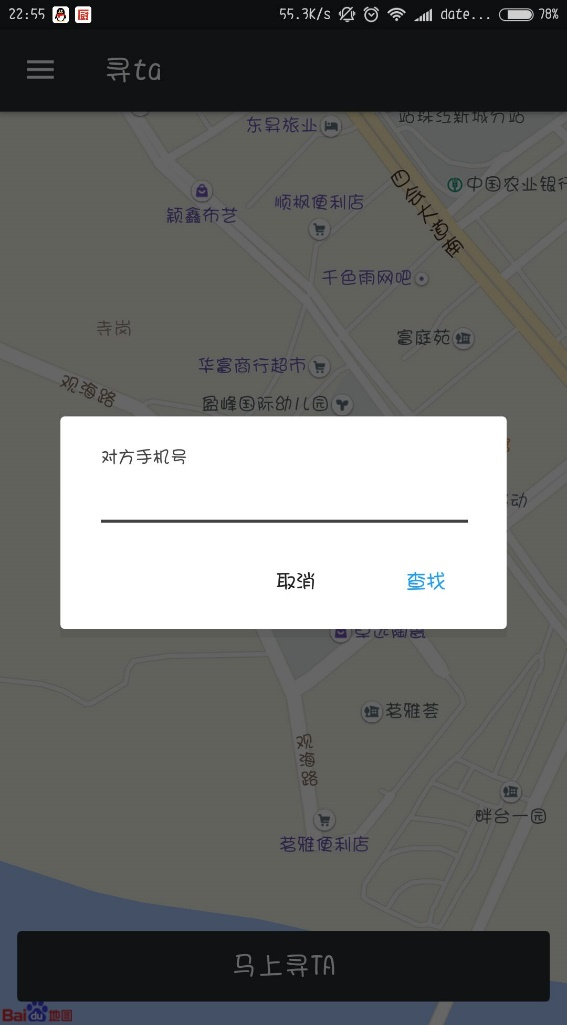 22:55 55.3K/s date... 78%
寻ta
东昇旅业
中国农业银行
颖鑫布艺
顺枫便利店
千色雨网吧
寺岗
富庭苑
华富商行超市
观海路
盈峰国际幼儿园
对方手机号
取消 查找
茗雅荟
观海路
畔台一园
茗雅便利店
马上寻TA
Bai du 地图